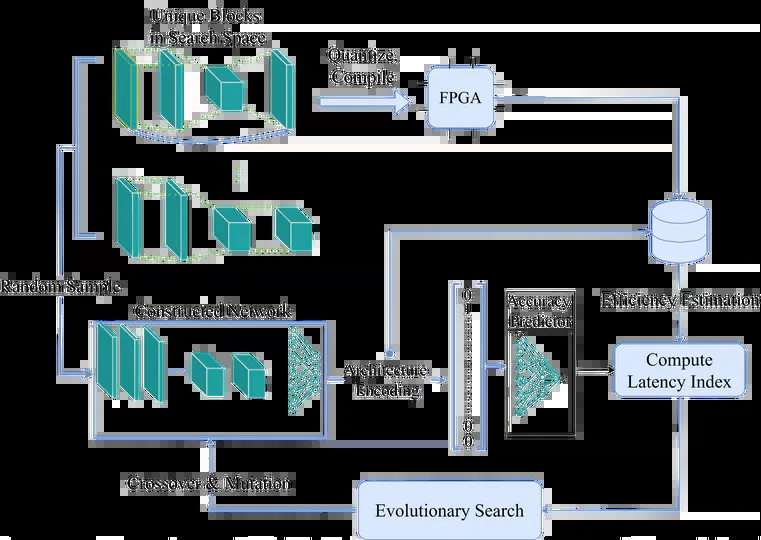 Unique Blocks
in Search Space
Quantize,
Compile
FPGA
Random Sample
Constructed Network
Architecture
Encoding
0
1
0
0
Accuracy
Predictor
Efficiency Estimation
Compute
Latency Index
Crossover & Mutation
Evolutionary Search